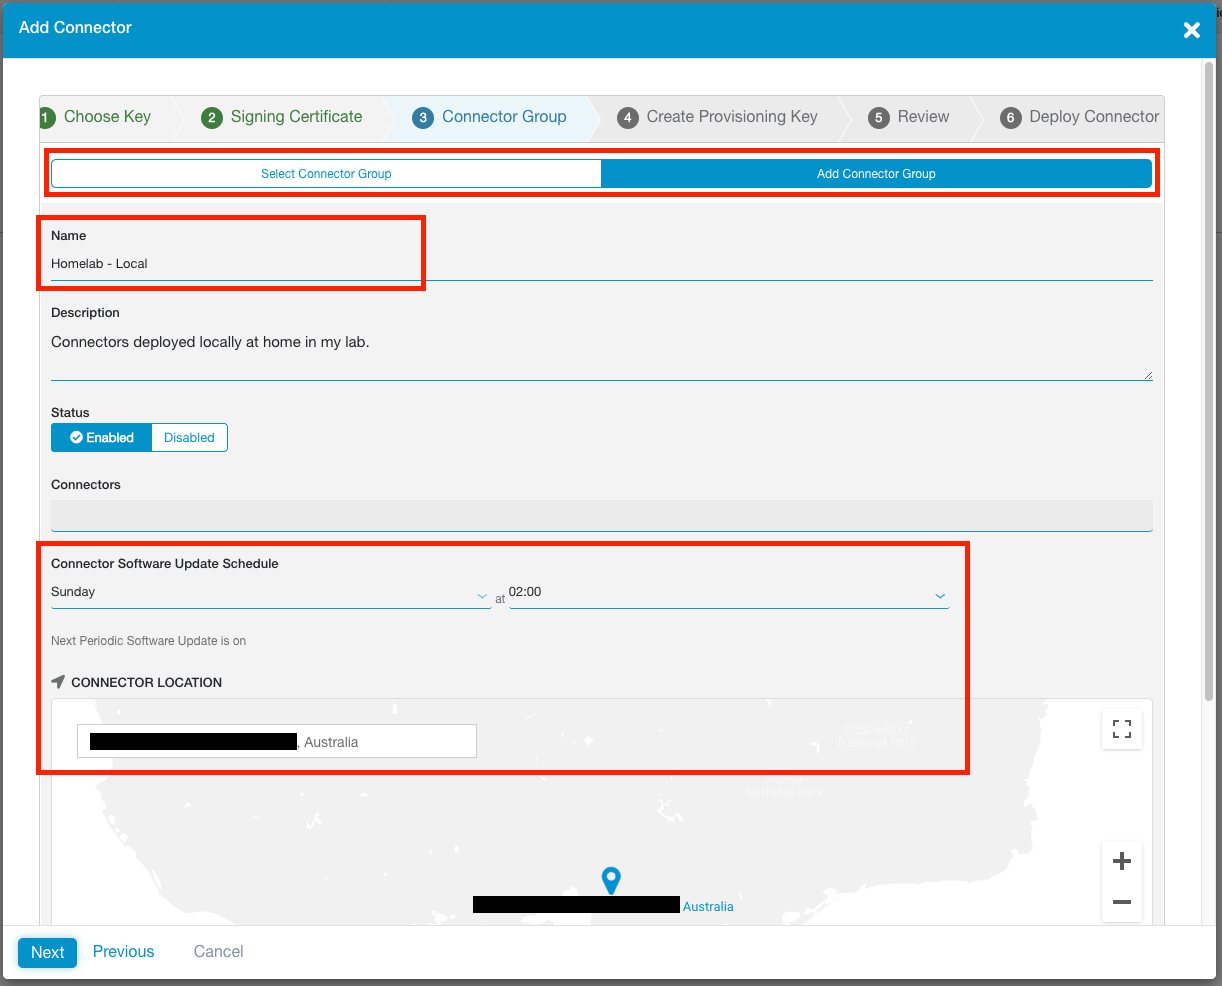 Add Connector
1 Choose Key 2 Signing Certificate 3 Connector Group 4 Create Provisioning Key 5 Review 6 Deploy Connector
Select Connector Group Add Connector Group
Name
Homelab - Local
Description
Connectors deployed locally at home in my lab.
Status
Enabled Disabled
Connectors
Connector Software Update Schedule
Sunday at 02:00
Next Periodic Software Update is on
CONNECTOR LOCATION
, Australia
Kosciuszko
National Park
National Park
Australia
Next Previous Cancel